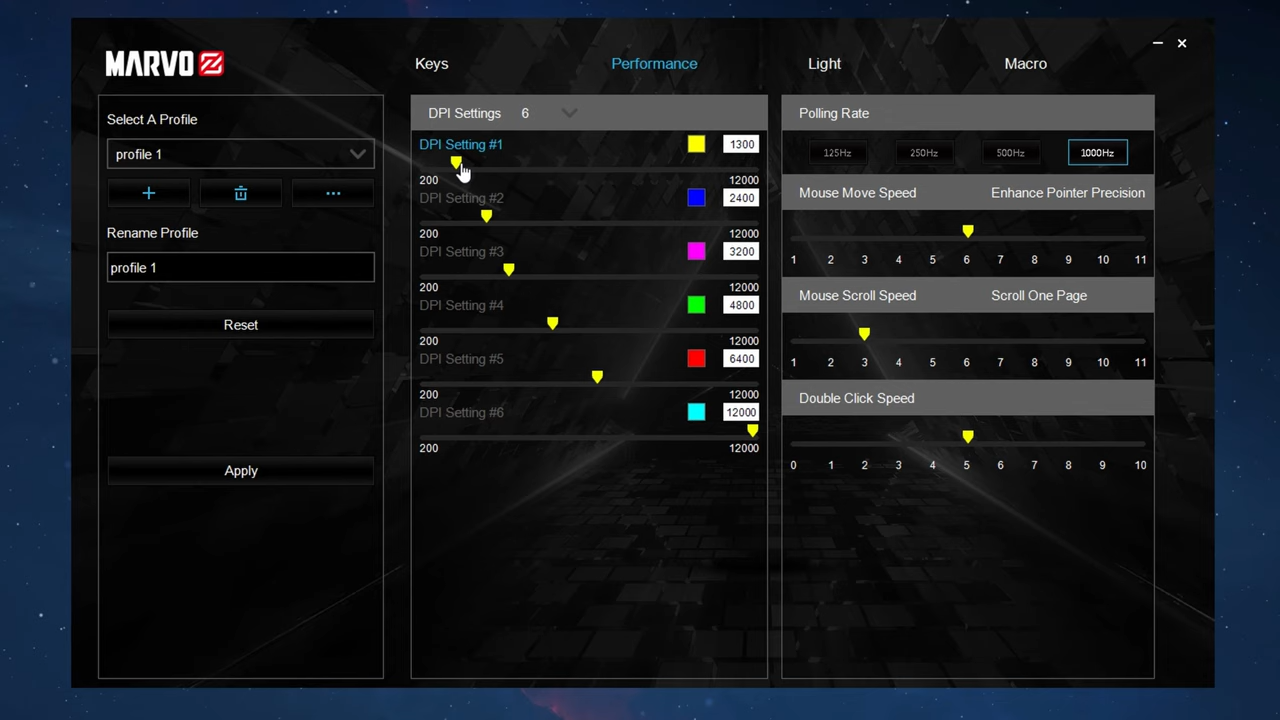 MARVO
Keys
Performance
Light
Macro
Select A Profile
profile 1
+
...
Rename Profile
profile 1
Reset
Apply
DPI Settings 6
DPI Setting #1 1300
200 12000
DPI Setting #2 2400
200 12000
DPI Setting #3 3200
200 12000
DPI Setting #4 4800
200 12000
DPI Setting #5 6400
200 12000
DPI Setting #6 12000
200 12000
Polling Rate
125Hz 250Hz 500Hz 1000Hz
Mouse Move Speed Enhance Pointer Precision
1 2 3 4 5 6 7 8 9 10 11
Mouse Scroll Speed Scroll One Page
1 2 3 4 5 6 7 8 9 10 11
Double Click Speed
0 1 2 3 4 5 6 7 8 9 10